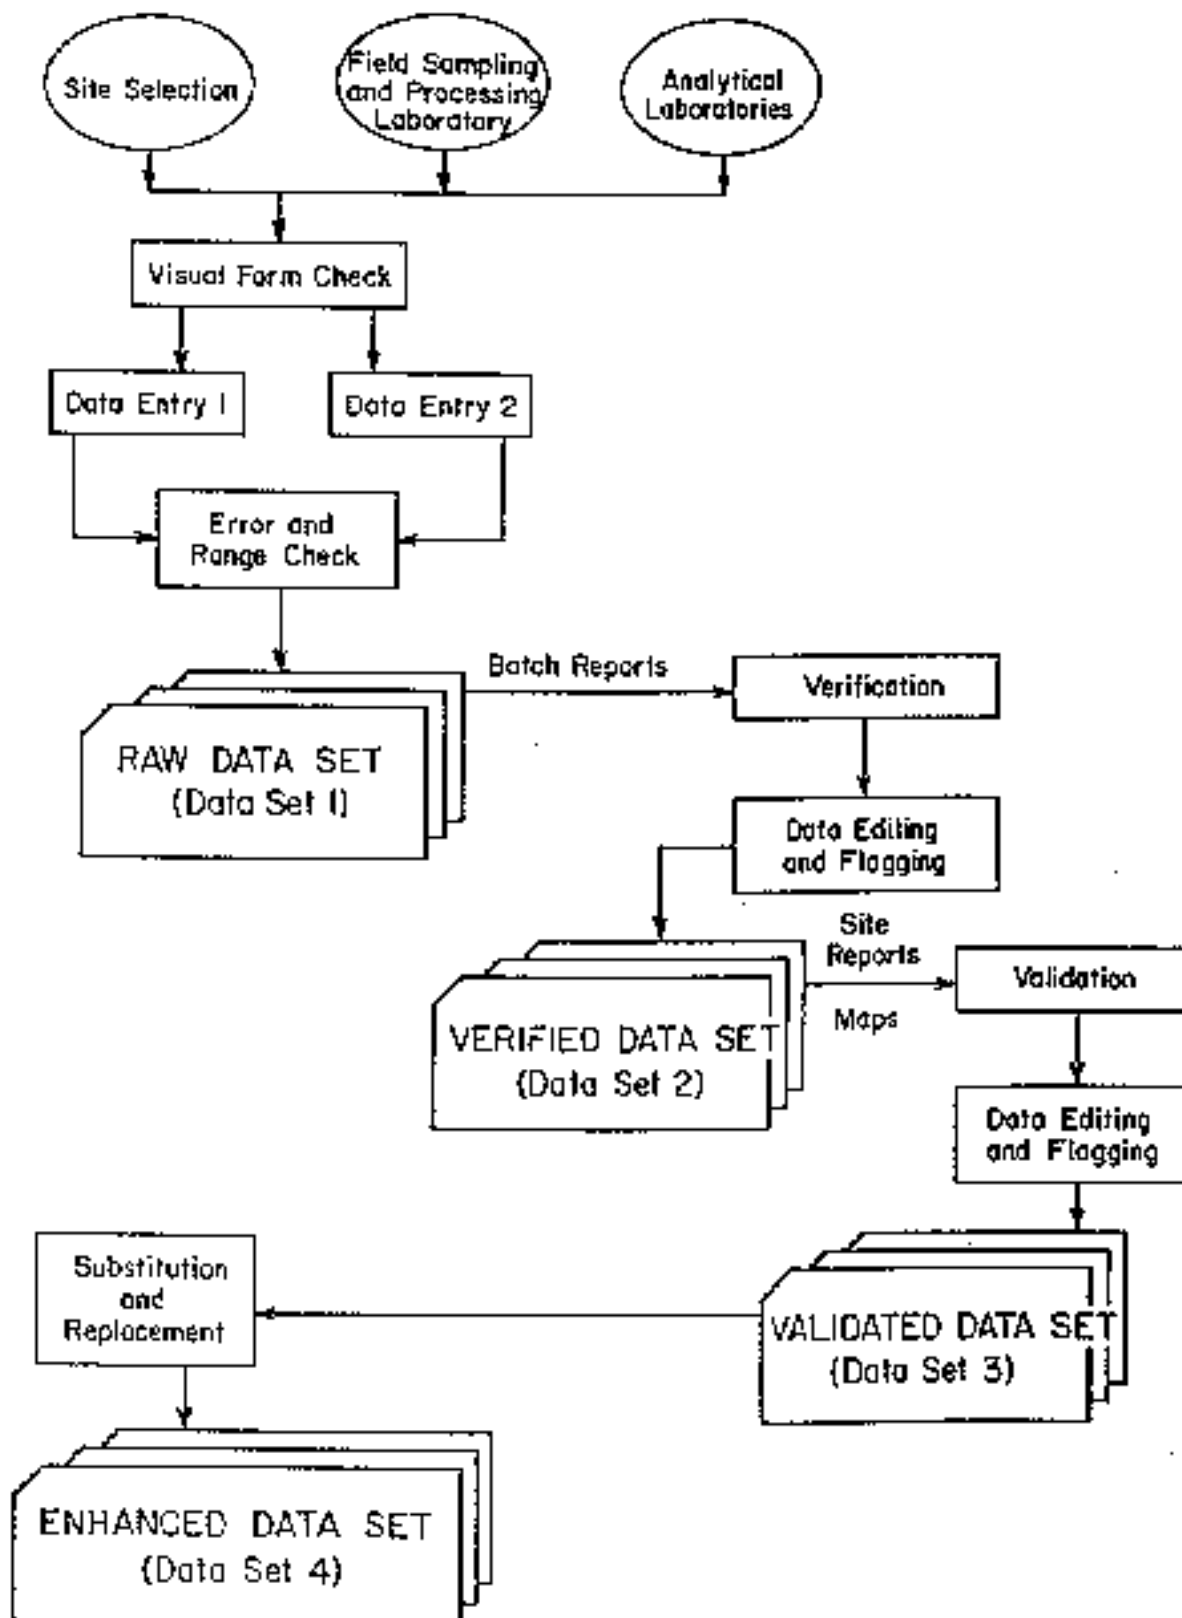 Site Selection
Field Sampling
and Processing
Laboratory
Analytical
Laboratories
Visual Form Check
Data Entry 1
Data Entry 2
Error and
Range Check
Batch Reports
Verification
RAW DATA SET
(Data Set 1)
Data Editing
and Flagging
Site
Reports
Maps
Validation
VERIFIED DATA SET
(Data Set 2)
Data Editing
and Flagging
Substitution
and
Replacement
VALIDATED DATA SET
(Data Set 3)
ENHANCED DATA SET
(Data Set 4)